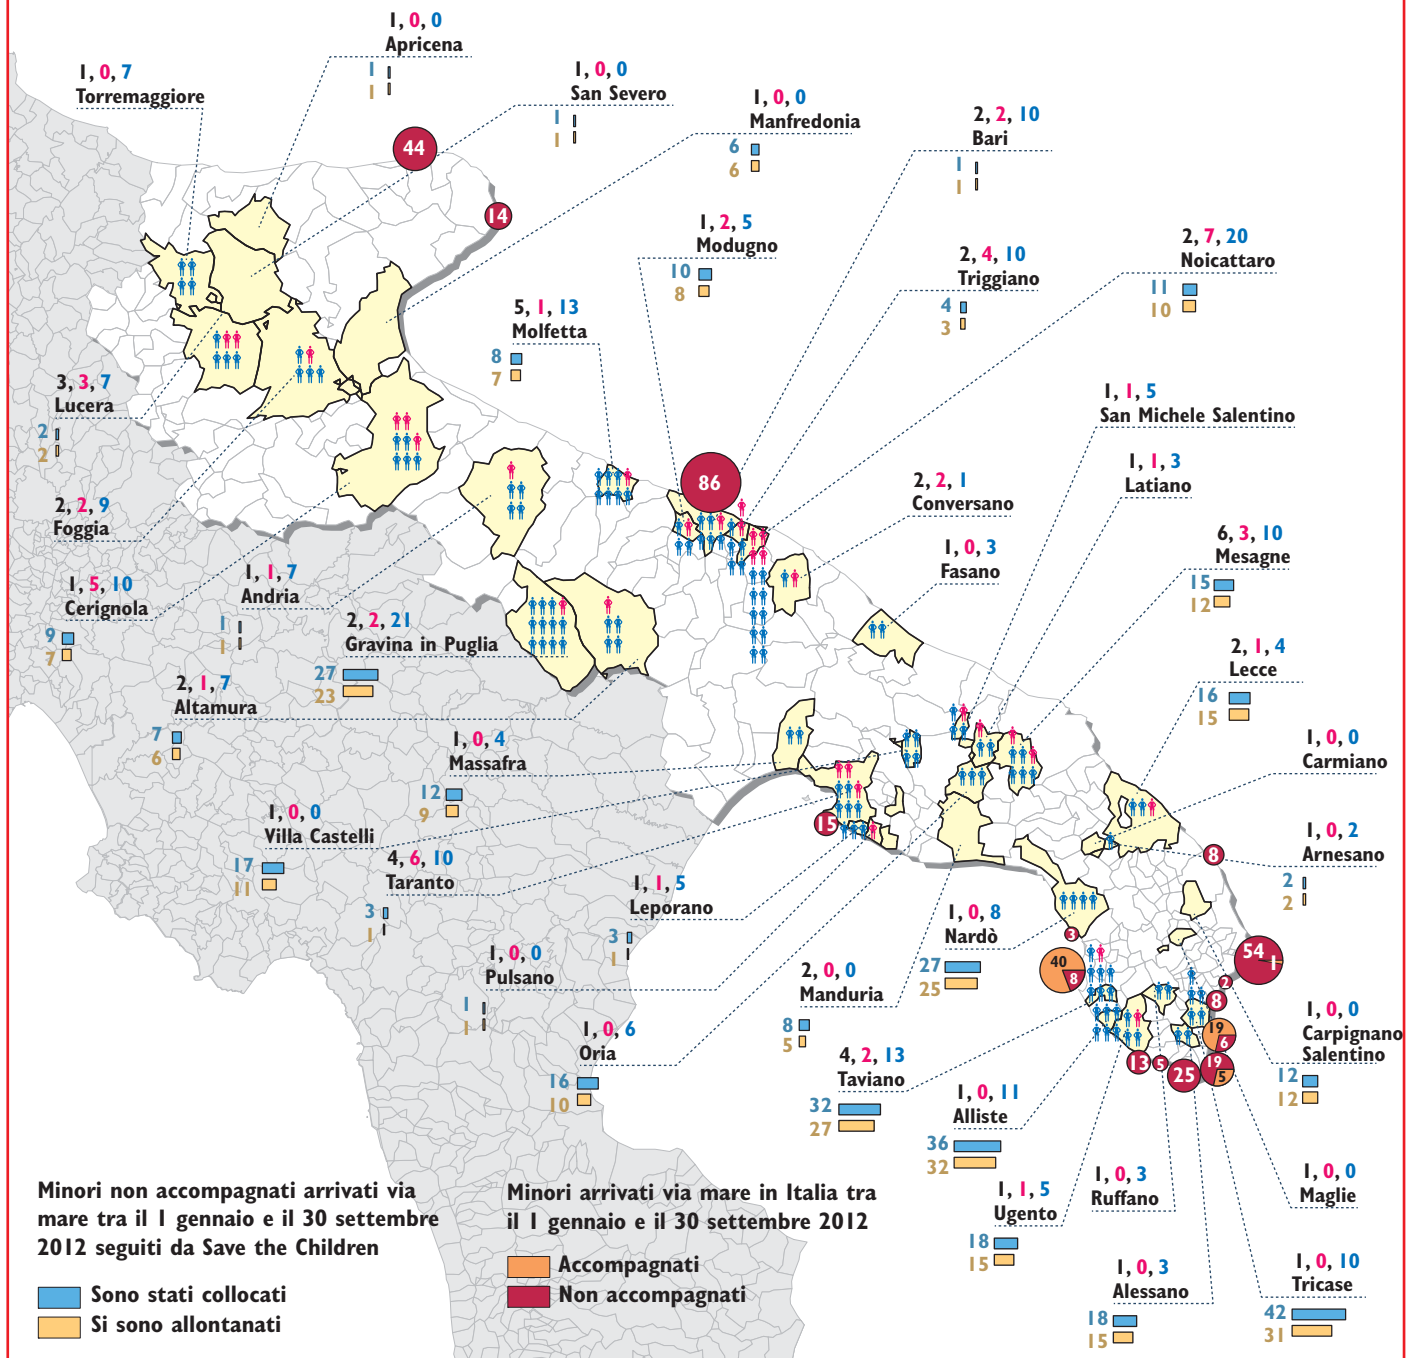 1, 0, 0
Apricena
1
1
1, 0, 7
Torremaggiore
1, 0, 0
San Severo
1
1
1, 0, 0
Manfredonia
6
6
2, 2, 10
Bari
1
1
44
14
1, 2, 5
Modugno
10
8
2, 4, 10
Triggiano
4
3
2, 7, 20
Noicattaro
11
10
5, 1, 13
Molfetta
8
7
3, 3, 7
Lucera
2
2
1, 1, 5
San Michele Salentino
1, 1, 3
Latiano
86
2, 2, 9
Foggia
2, 2, 1
Conversano
1, 0, 3
Fasano
6, 3, 10
Mesagne
15
12
1, 5, 10
Cerignola
9
7
1, 1, 7
Andria
1
1
2, 2, 21
Gravina in Puglia
27
23
2, 1, 4
Lecce
16
15
2, 1, 7
Altamura
7
6
1, 0, 4
Massafra
12
9
1, 0, 0
Carmiano
1, 0, 0
Villa Castelli
17
11
15
4, 6, 10
Taranto
3
1
1, 0, 2
Arnesano
2
2
8
1, 1, 5
Leporano
3
1
1, 0, 8
Nardò
27
25
3
40
8
54
1
2
8
19
6
19
5
13
5
25
1, 0, 0
Pulsano
1
1
2, 0, 0
Manduria
8
5
1, 0, 0
Carpignano
Salentino
12
12
1, 0, 6
Oria
16
10
4, 2, 13
Taviano
32
27
1, 0, 11
Alliste
36
32
1, 1, 5
Ugento
18
15
1, 0, 3
Ruffano
1, 0, 0
Maglie
1, 0, 3
Alessano
18
15
1, 0, 10
Tricase
42
31
Minori non accompagnati arrivati via
mare tra il 1 gennaio e il 30 settembre
2012 seguiti da Save the Children
Sono stati collocati
Si sono allontanati
Minori arrivati via mare in Italia tra
il 1 gennaio e il 30 settembre 2012
Accompagnati
Non accompagnati